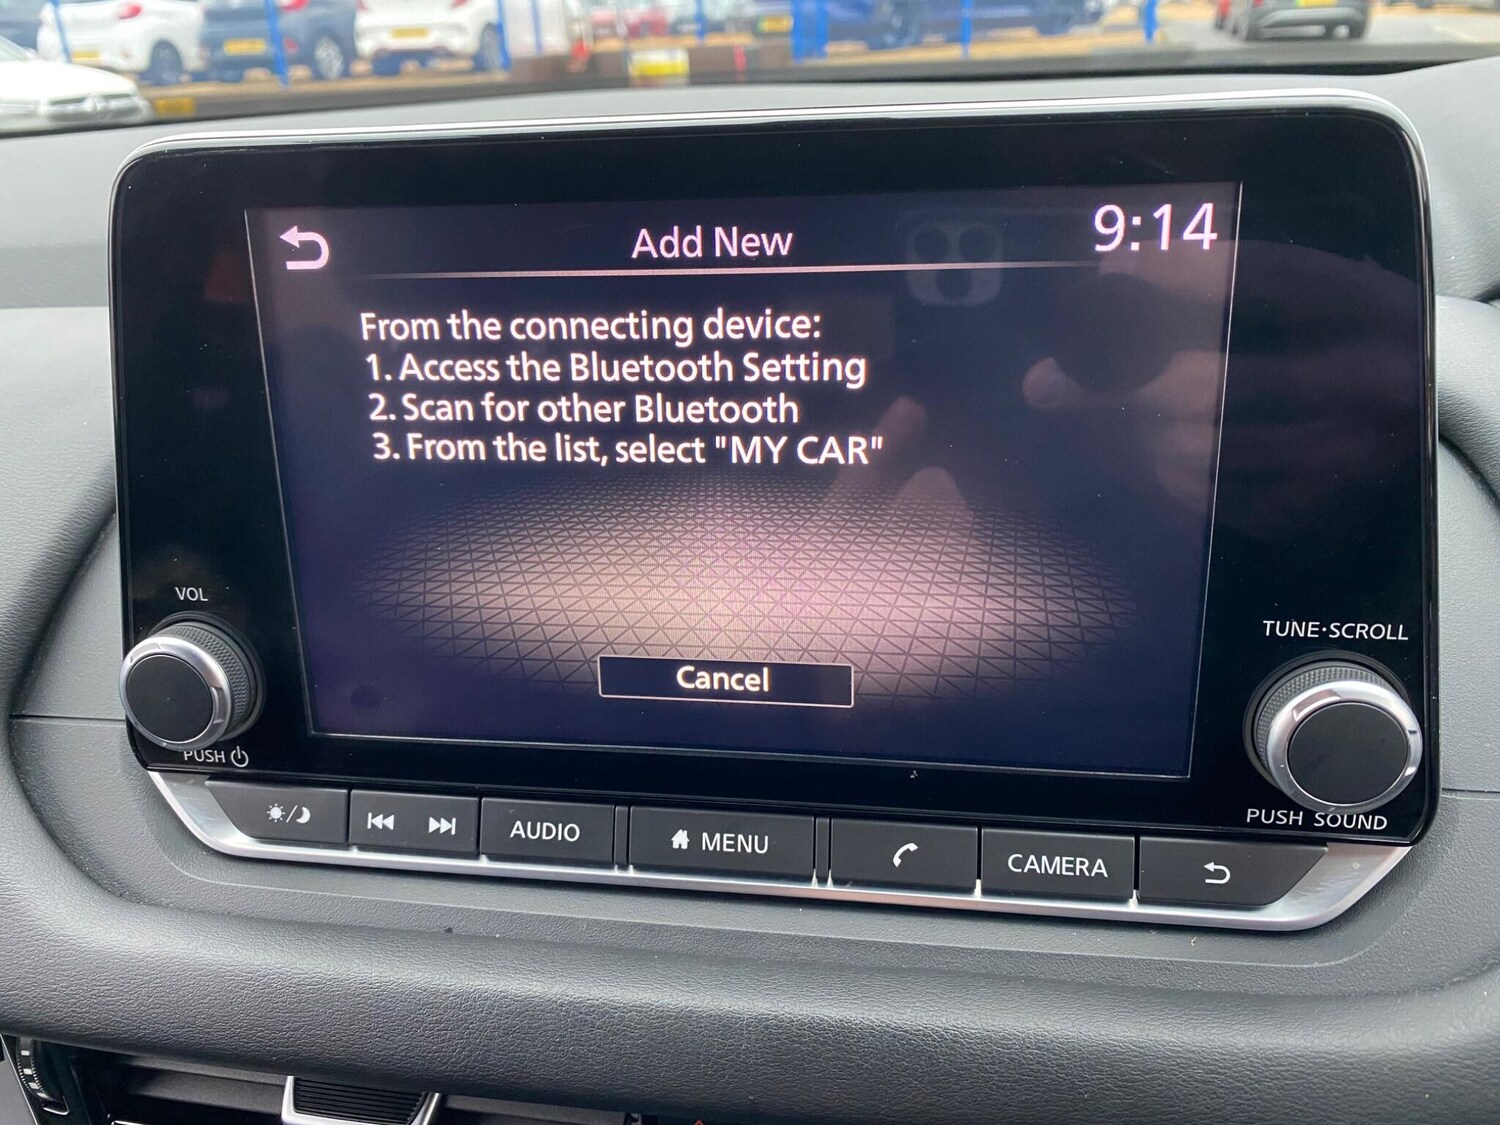 Add New
9:14
From the connecting device:
1. Access the Bluetooth Setting
2. Scan for other Bluetooth
3. From the list, select "MY CAR"
Cancel
VOL
PUSH
TUNE·SCROLL
PUSH SOUND
AUDIO
MENU
CAMERA